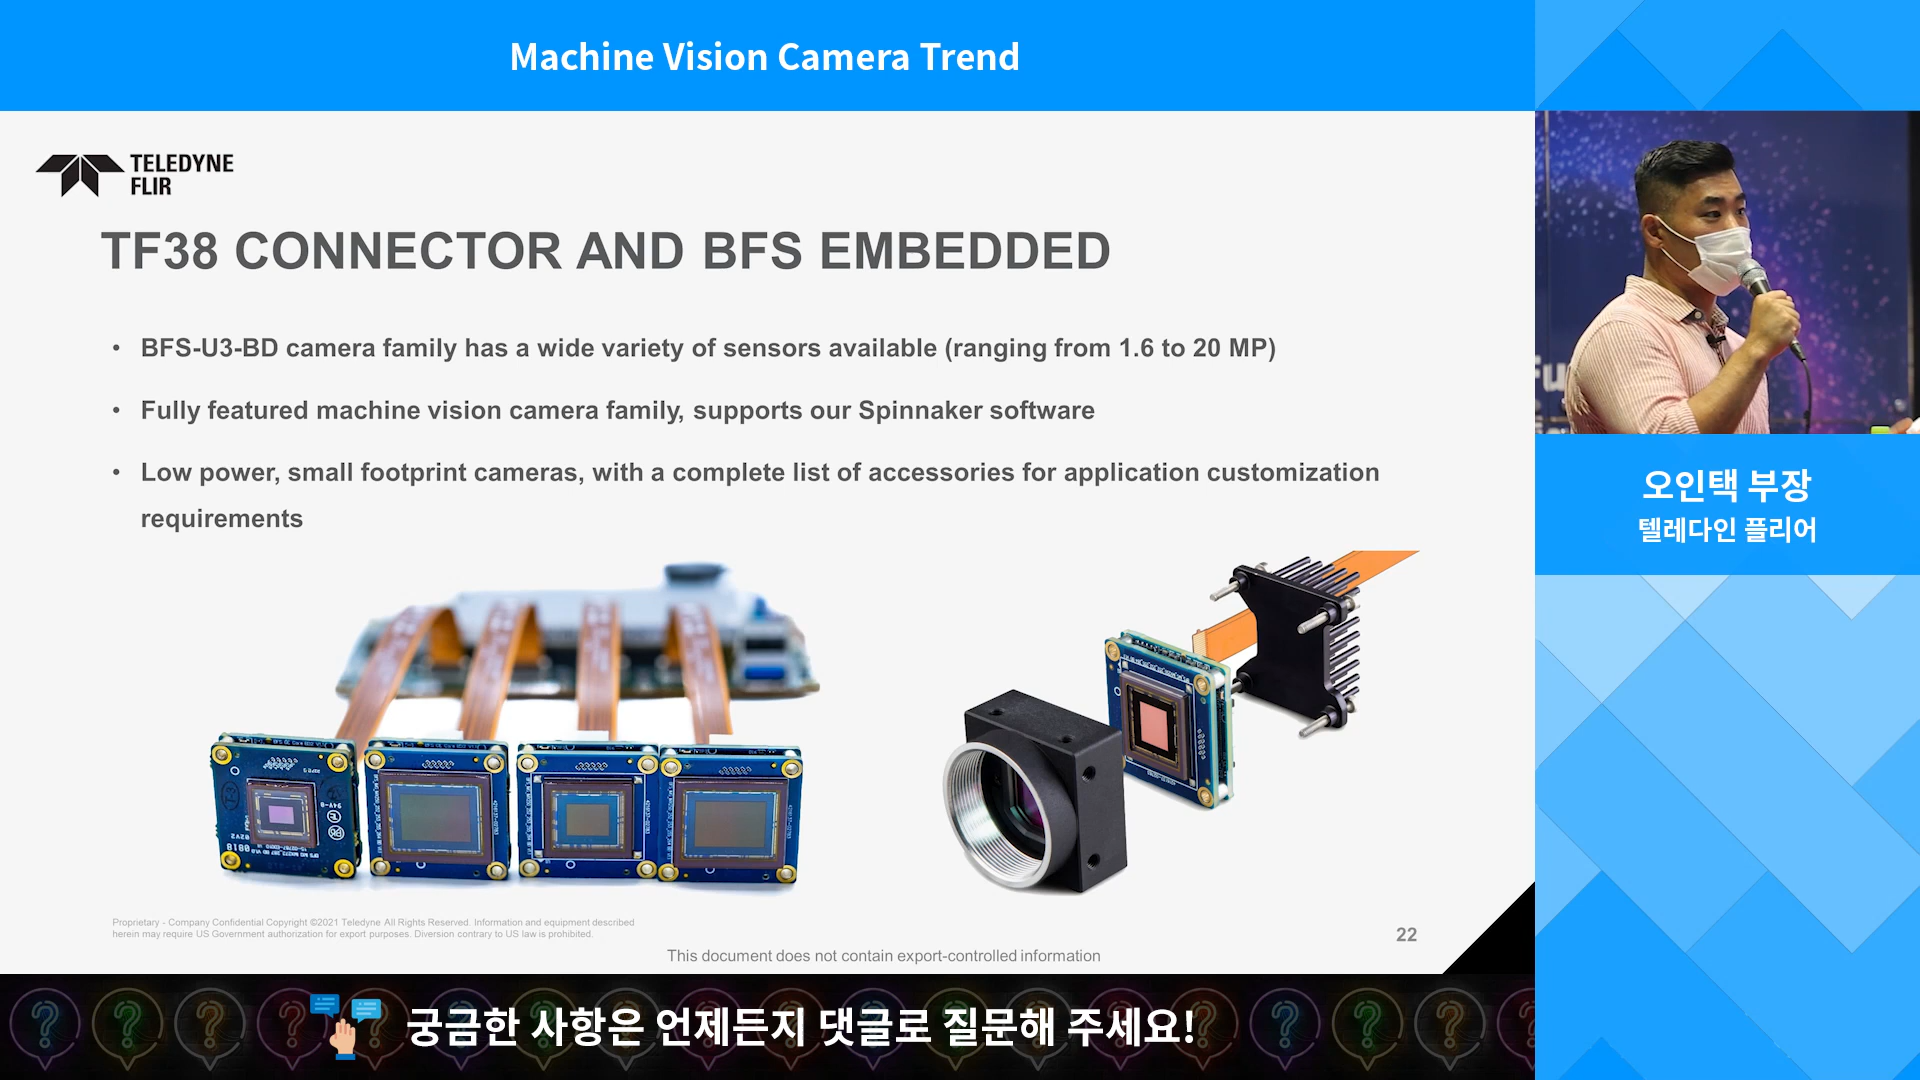 Machine Vision Camera Trend
TELEDYNE
FLIR
TF38 CONNECTOR AND BFS EMBEDDED
• BFS-U3-BD camera family has a wide variety of sensors available (ranging from 1.6 to 20 MP)
• Fully featured machine vision camera family, supports our Spinnaker software
• Low power, small footprint cameras, with a complete list of accessories for application customization
requirements
Proprietary - Company Confidential Copyright ©2021 Teledyne All Rights Reserved. Information and equipment described
herein may require US Government authorization for export purposes. Diversion contrary to US law is prohibited.
22
This document does not contain export-controlled information
오인택 부장
텔레다인 플리어
궁금한 사항은 언제든지 댓글로 질문해 주세요!